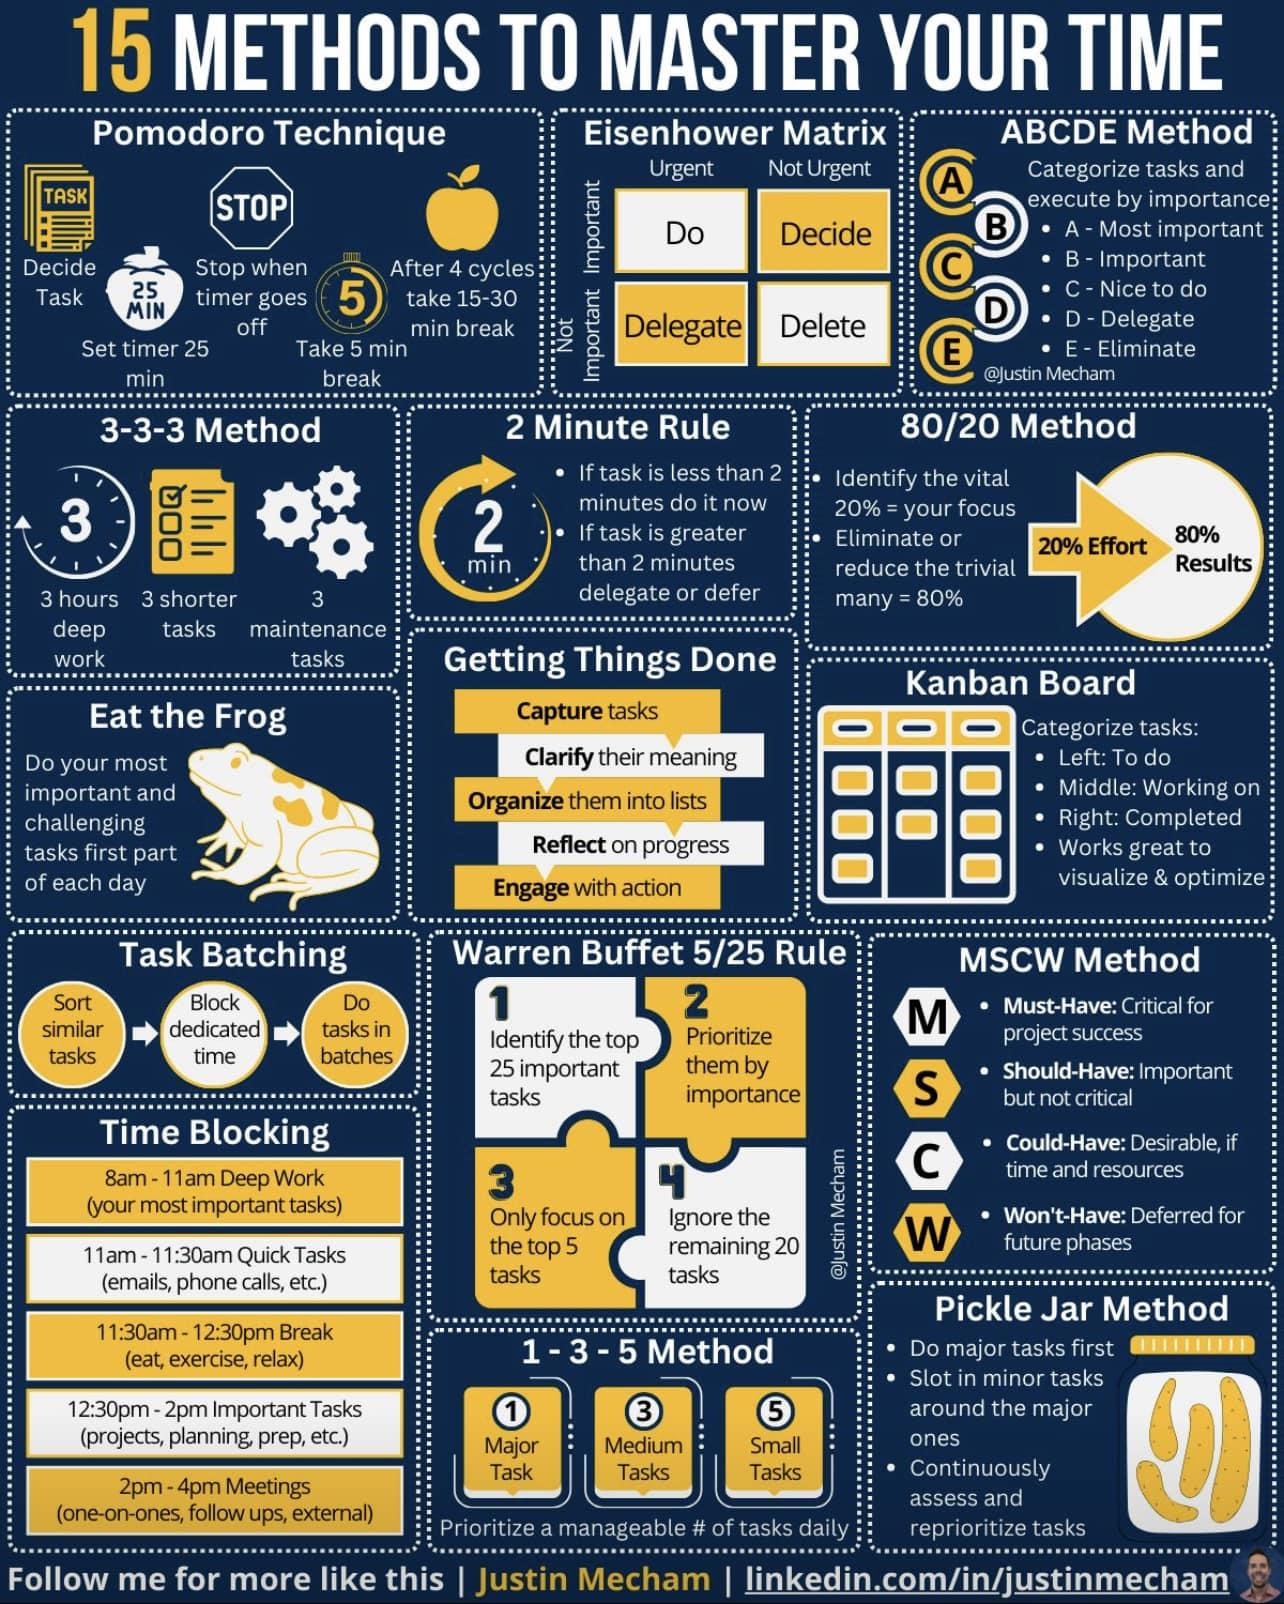 15 METHODS TO MASTER YOUR TIME
Pomodoro Technique
TASK
Decide
Task
25
MIN
Set timer 25
min
STOP
Stop when
timer goes
off
5
Take 5 min
break
After 4 cycles
take 15-30
min break
Eisenhower Matrix
Urgent
Not Urgent
Important
Do
Decide
Not
Important
Delegate
Delete
ABCDE Method
A
B
C
D
E
Categorize tasks and
execute by importance
• A - Most important
• B - Important
• C - Nice to do
• D - Delegate
• E - Eliminate
@Justin Mecham
3-3-3 Method
3
3 hours
deep
work
3 shorter
tasks
3
maintenance
tasks
2 Minute Rule
2
min
• If task is less than 2
minutes do it now
• If task is greater
than 2 minutes
delegate or defer
80/20 Method
• Identify the vital
20% = your focus
• Eliminate or
reduce the trivial
many = 80%
20% Effort
80%
Results
Eat the Frog
Do your most
important and
challenging
tasks first part
of each day
Getting Things Done
Capture tasks
Clarify their meaning
Organize them into lists
Reflect on progress
Engage with action
Kanban Board
Categorize tasks:
• Left: To do
• Middle: Working on
• Right: Completed
• Works great to
visualize & optimize
Task Batching
Sort
similar
tasks
Block
dedicated
time
Do
tasks in
batches
Warren Buffet 5/25 Rule
1
Identify the top
25 important
tasks
2
Prioritize
them by
importance
3
Only focus on
the top 5
tasks
4
Ignore the
remaining 20
tasks
@Justin Mecham
MSCW Method
M
• Must-Have: Critical for
project success
S
• Should-Have: Important
but not critical
C
• Could-Have: Desirable, if
time and resources
W
• Won't-Have: Deferred for
future phases
Time Blocking
8am - 11am Deep Work
(your most important tasks)
11am - 11:30am Quick Tasks
(emails, phone calls, etc.)
11:30am - 12:30pm Break
(eat, exercise, relax)
12:30pm - 2pm Important Tasks
(projects, planning, prep, etc.)
2pm - 4pm Meetings
(one-on-ones, follow ups, external)
1 - 3 - 5 Method
1
Major
Task
3
Medium
Tasks
5
Small
Tasks
Prioritize a manageable # of tasks daily
Pickle Jar Method
• Do major tasks first
• Slot in minor tasks
around the major
ones
• Continuously
assess and
reprioritize tasks
Follow me for more like this | Justin Mecham | linkedin.com/in/justinmecham